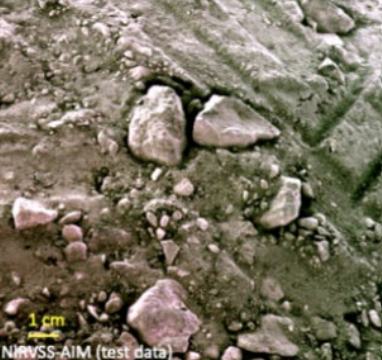 1 cm
NIRVSS-AIM (test data)